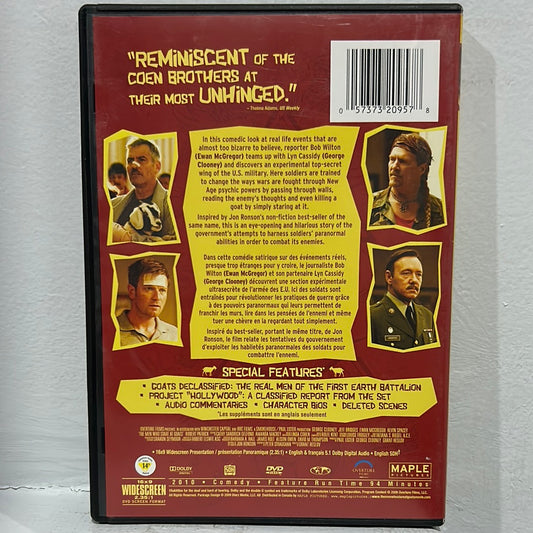 "REMINISCENT OF THE
COEN BROTHERS AT
THEIR MOST UNHINGED."
– Thelma Adams, US Weekly
0 57373 20957 8
In this comedic look at real life events that are
almost too bizarre to believe, reporter Bob Wilton
(Ewan McGregor) teams up with Lyn Cassidy (George
Clooney) and discovers an experimental top-secret
wing of the U.S. military. Here soldiers are
trained to change the ways wars are fought through New
Age psychic powers by passing through walls,
reading the enemy's thoughts and even killing a
goat by simply staring at it.
Inspired by Jon Ronson's non-fiction best-seller of the
same name, this is an eye-opening and hilarious story of the
government's attempts to harness soldiers' paranormal
abilities in order to combat its enemies.
Dans cette comédie satirique sur des événements réels,
presque trop étranges pour y croire, le journaliste Bob
Wilton (Ewan McGregor) et son partenaire Lyn Cassidy
(George Clooney) découvrent une section expérimentale
ultrasecrète de l'armée des É.U. Ici des soldats sont
entraînés pour révolutionner les pratiques de guerre grâce
à des pouvoirs paranormaux qui leurs permettent de
franchir les murs, lire dans les pensées de l'ennemi et même
tuer une chèvre en la regardant tout simplement.
Inspiré du best-seller, portant le même titre, de Jon
Ronson, le film relate les tentatives du gouvernement
d'exploiter les habiletés paranormales des soldats pour
combattre l'ennemi.
SPECIAL FEATURES*
• GOATS DECLASSIFIED: THE REAL MEN OF THE FIRST EARTH BATTALION
• PROJECT "HOLLYWOOD": A CLASSIFIED REPORT FROM THE SET
• AUDIO COMMENTARIES • CHARACTER BIOS • DELETED SCENES
*Les suppléments sont en anglais seulement
• 16x9 Widescreen Presentation / présentation Panoramique (2.35:1) • English & français 5.1 Dolby Digital Audio • English SDH
14
16x9
WIDESCREEN
2.35:1
DVD SCREEN FORMAT
DOLBY
DIGITAL
DVD
VIDEO
OVERTURE
FILMS
MAPLE
PICTURES
2010 • Comedy • Feature Run Time 94 Minutes